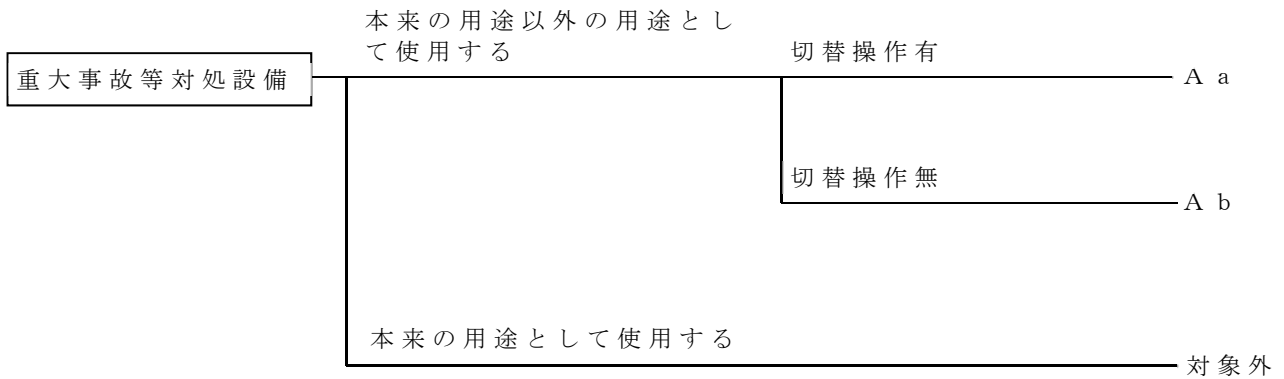 本来の用途以外の用途とし
て使用する
切替操作有
重大事故等対処設備
Ａａ
切替操作無
Ａｂ
本来の用途として使用する
対象外